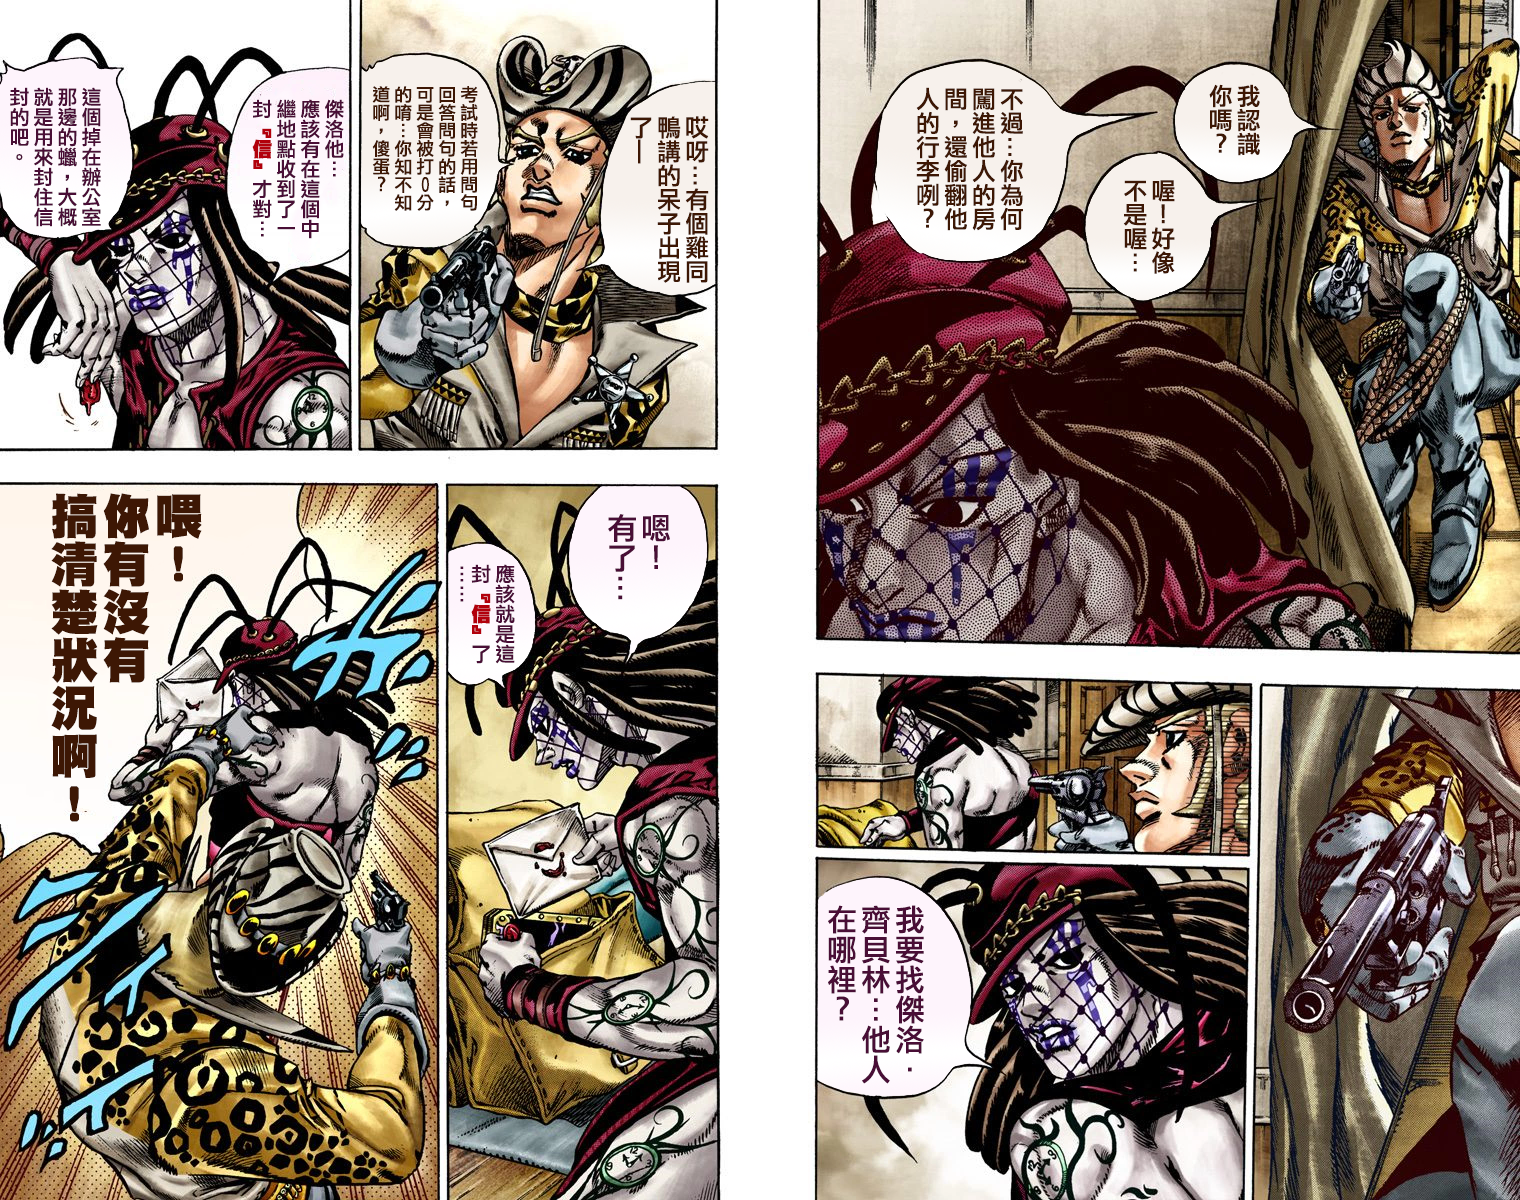 我認識
你嗎？
喔！好像
不是喔…
不過…你為何
闖進他人的房
間，還偷翻他
人的行李咧？
我要找傑洛．
齊貝林…他人
在哪裡？
哎呀…有個雞同
鴨講的呆子出現
了—
考試時若用問句
回答問句的話，
可是會被打0分
的唷…你知不知
道啊，傻蛋？
傑洛他…
應該有在這個中
繼地點收到了一
封『信』才對…
這個掉在辦公室
那邊的蠟，大概
就是用來封住信
封的吧。
嗯！
有了…
應該就是這
封『信』了
……
喂！
你有沒有
搞清楚狀況啊！